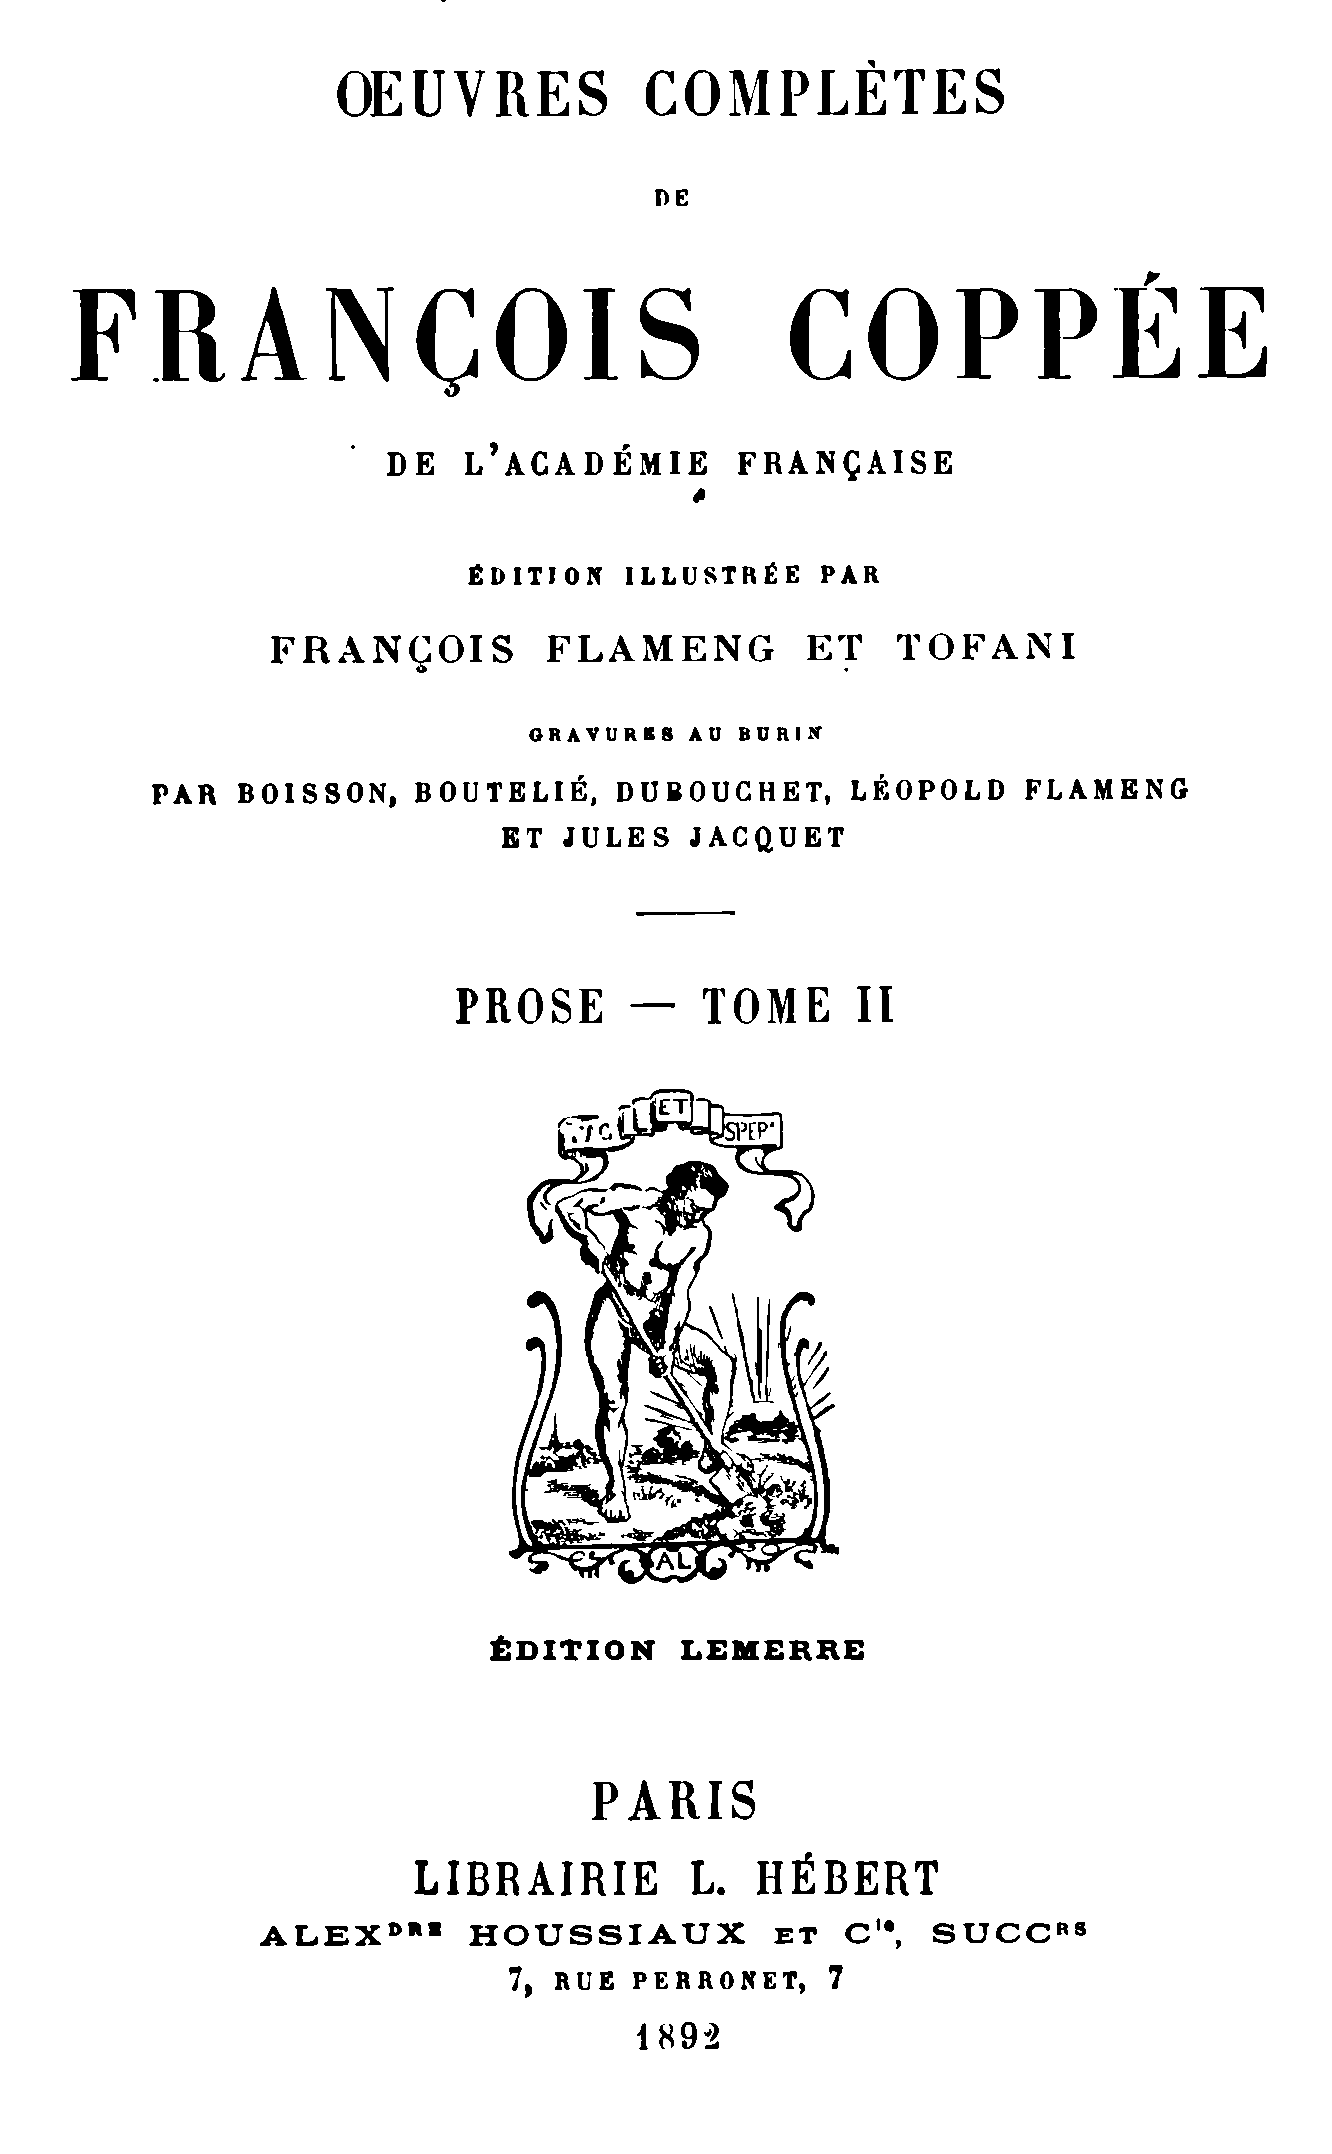 ŒUVRES COMPLÈTES
DE
FRANÇOIS COPPÉE
DE L'ACADÉMIE FRANÇAISE
ÉDITION ILLUSTRÉE PAR
FRANÇOIS FLAMENG ET TOFANI
GRAVURES AU BURIN
PAR BOISSON, BOUTELIÉ, DUBOUCHET, LÉOPOLD FLAMENG
ET JULES JACQUET
PROSE — TOME II
ET
AL
ÉDITION LEMERRE
PARIS
LIBRAIRIE L. HÉBERT
ALEXDRE HOUSSIAUX ET Cie, SUCCRS
7, RUE PERRONET, 7
1892